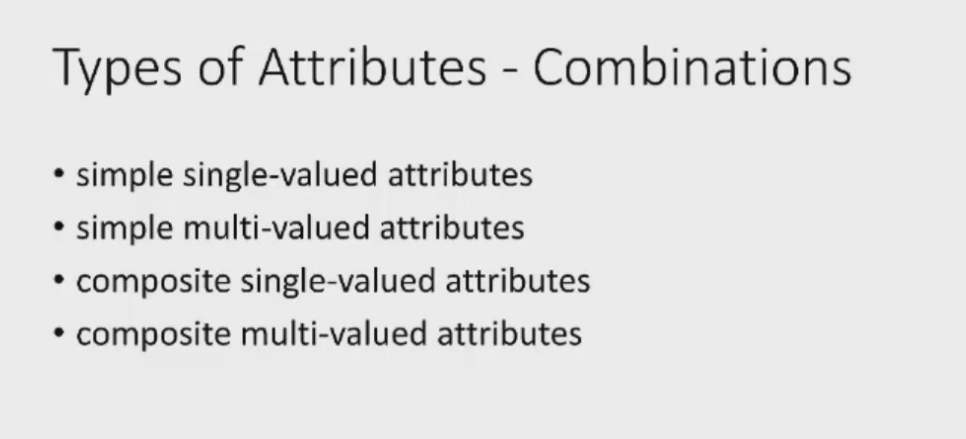 Types of Attributes - Combinations
• simple single-valued attributes
• simple multi-valued attributes
• composite single-valued attributes
• composite multi-valued attributes